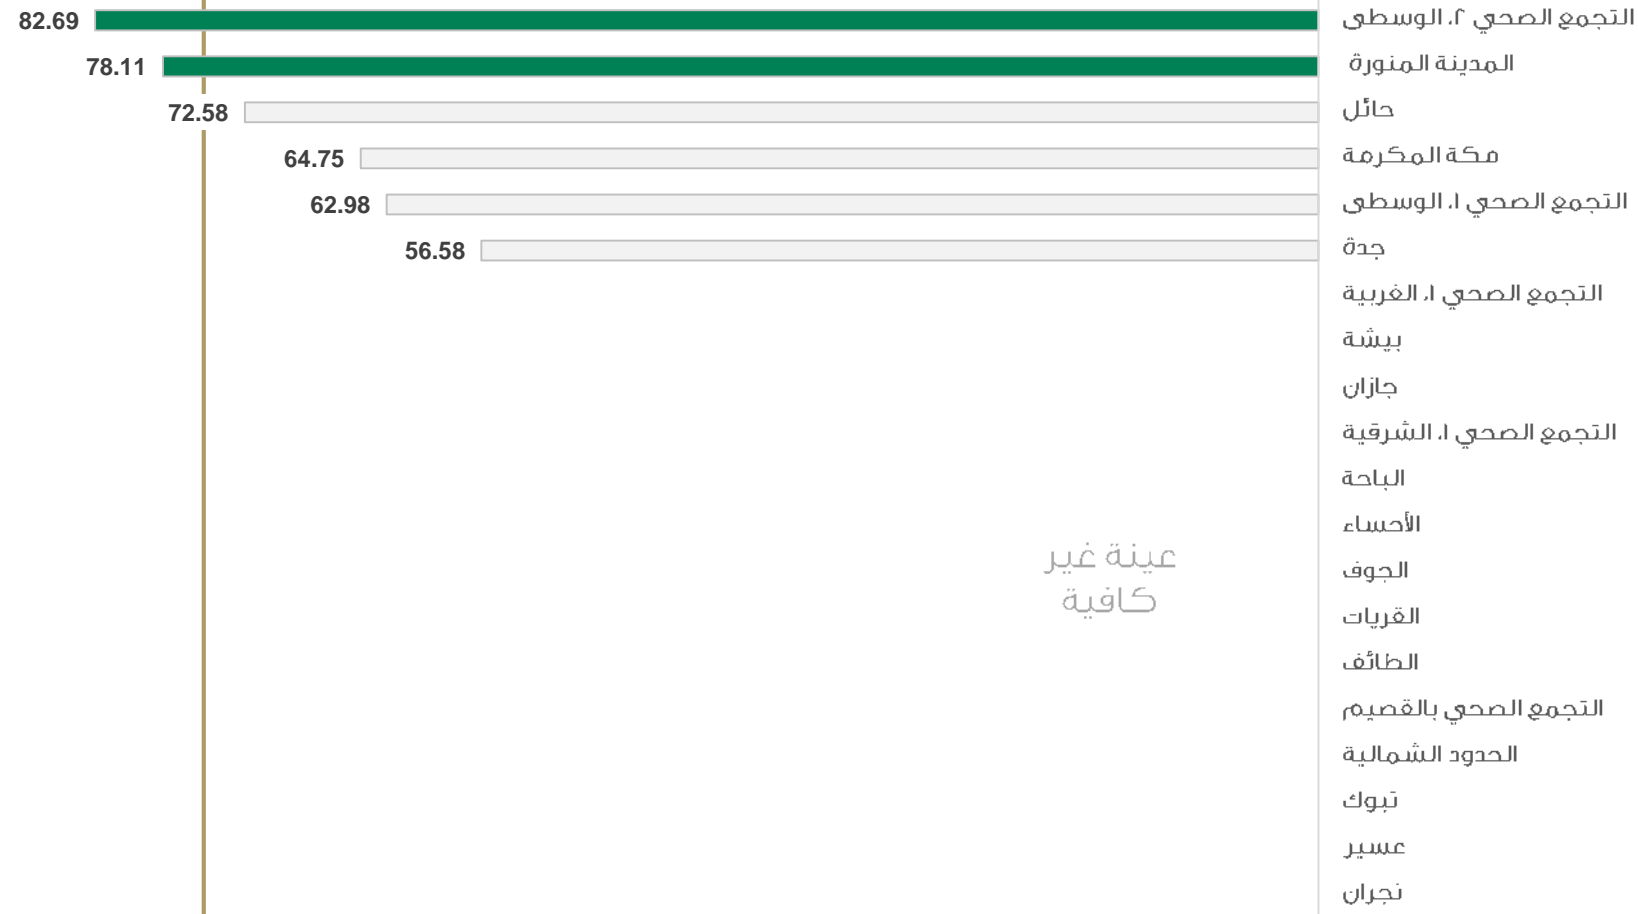 التجمع الصحي ٢، الوسطى
82.69
المدينة المنورة
78.11
حائل
72.58
مكة المكرمة
64.75
التجمع الصحي ١، الوسطى
62.98
جدة
56.58
التجمع الصحي ١، الغربية
بيشة
جازان
التجمع الصحي ١، الشرقية
الباحة
الأحساء
الجوف
القريات
الطائف
التجمع الصحي بالقصيم
الحدود الشمالية
تبوك
عسير
نجران
عينة غير
كافية